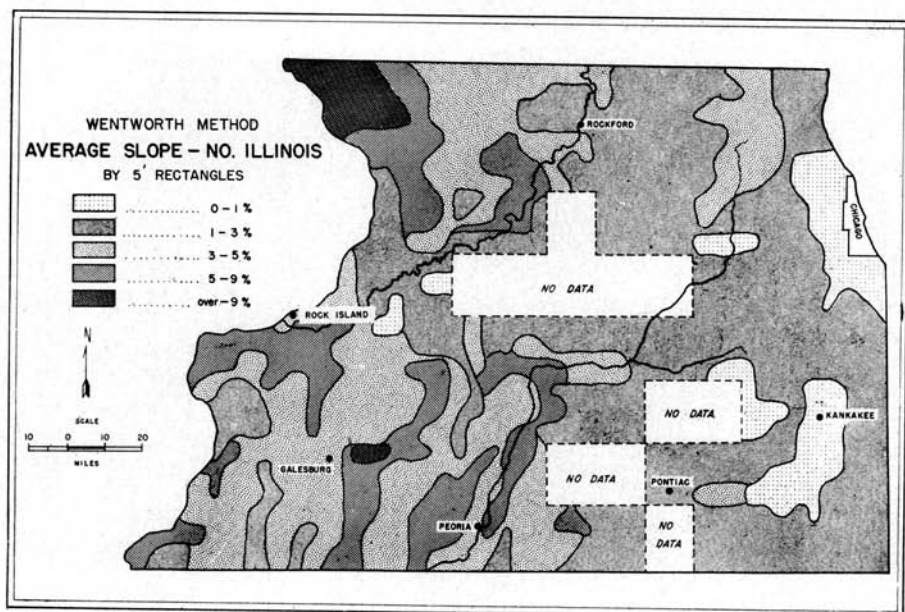 WENTWORTH METHOD
AVERAGE SLOPE – NO. ILLINOIS
BY 5' RECTANGLES
........... 0 – 1 %
........... 1 – 3 %
........... 3 – 5 %
........... 5 – 9 %
........... over – 9 %
N
SCALE
10 0 10 20
MILES
ROCKFORD
CHICAGO
NO DATA
ROCK ISLAND
NO DATA
KANKAKEE
GALESBURG
NO DATA
PONTIAC
PEORIA
NO
DATA